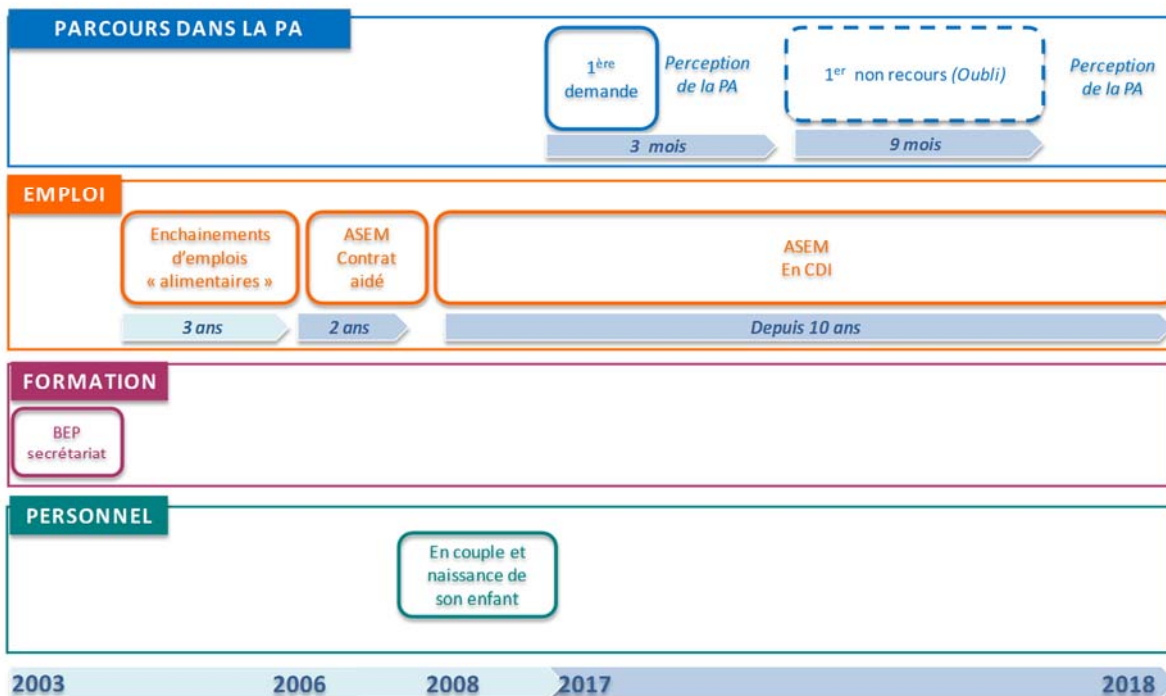 PARCOURS DANS LA PA
1ère
demande
Perception
de la PA
1er non recours (Oubli)
Perception
de la PA
3 mois
9 mois
EMPLOI
Enchainements
d'emplois
« alimentaires »
ASEM
Contrat
aidé
ASEM
En CDI
3 ans
2 ans
Depuis 10 ans
FORMATION
BEP
secrétariat
PERSONNEL
En couple et
naissance de
son enfant
2003 2006 2008 2017 2018